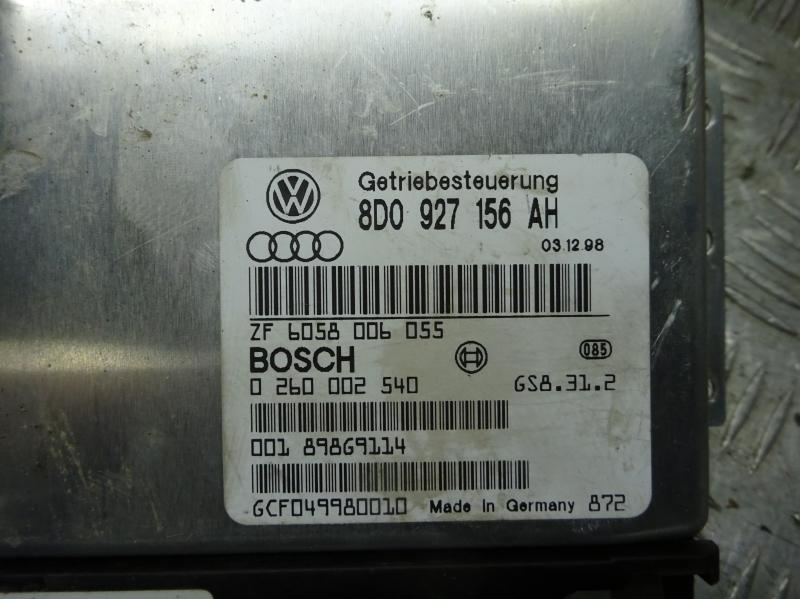 Getriebesteuerung
8D0 927 156 AH
03.12.98
ZF 6058 006 055
BOSCH
085
0 260 002 540 GS8.31.2
001 89869114
GCF049980010 Made In Germany 872